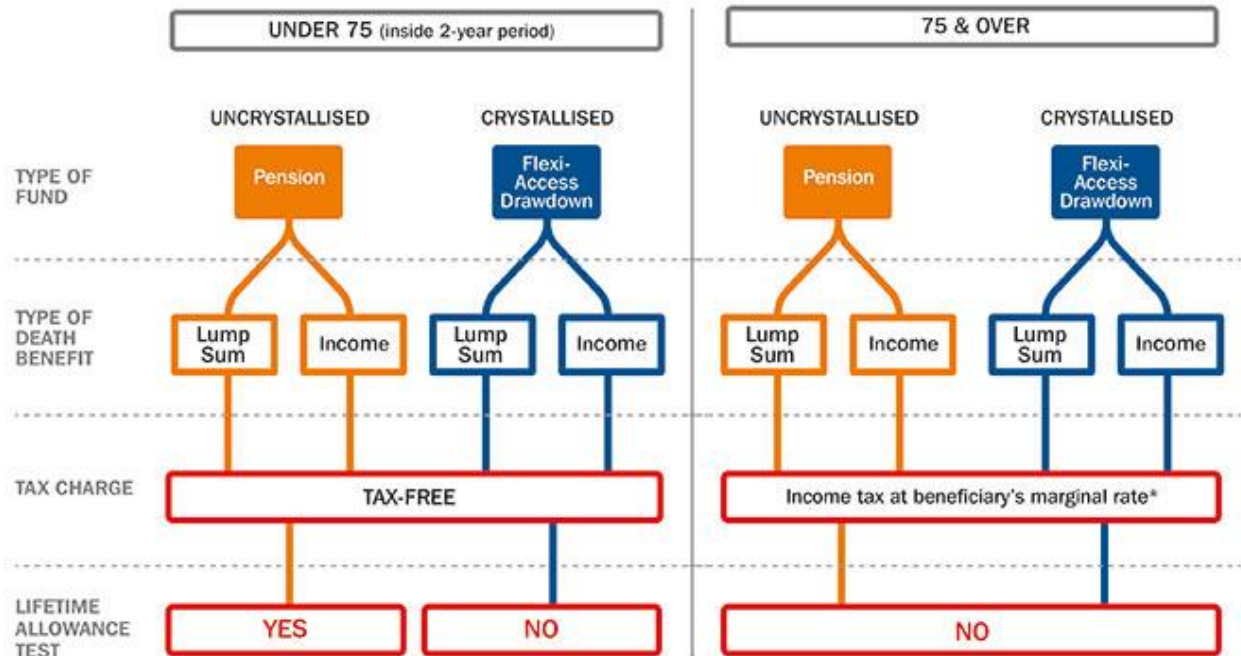 UNDER 75 (inside 2-year period)
75 & OVER
UNCRYSTALLISED
CRYSTALLISED
UNCRYSTALLISED
CRYSTALLISED
TYPE OF
FUND
Pension
Flexi-
Access
Drawdown
Pension
Flexi-
Access
Drawdown
TYPE OF
DEATH
BENEFIT
Lump
Sum
Income
Lump
Sum
Income
Lump
Sum
Income
Lump
Sum
Income
TAX CHARGE
TAX-FREE
Income tax at beneficiary's marginal rate*
LIFETIME
ALLOWANCE
TEST
YES
NO
NO